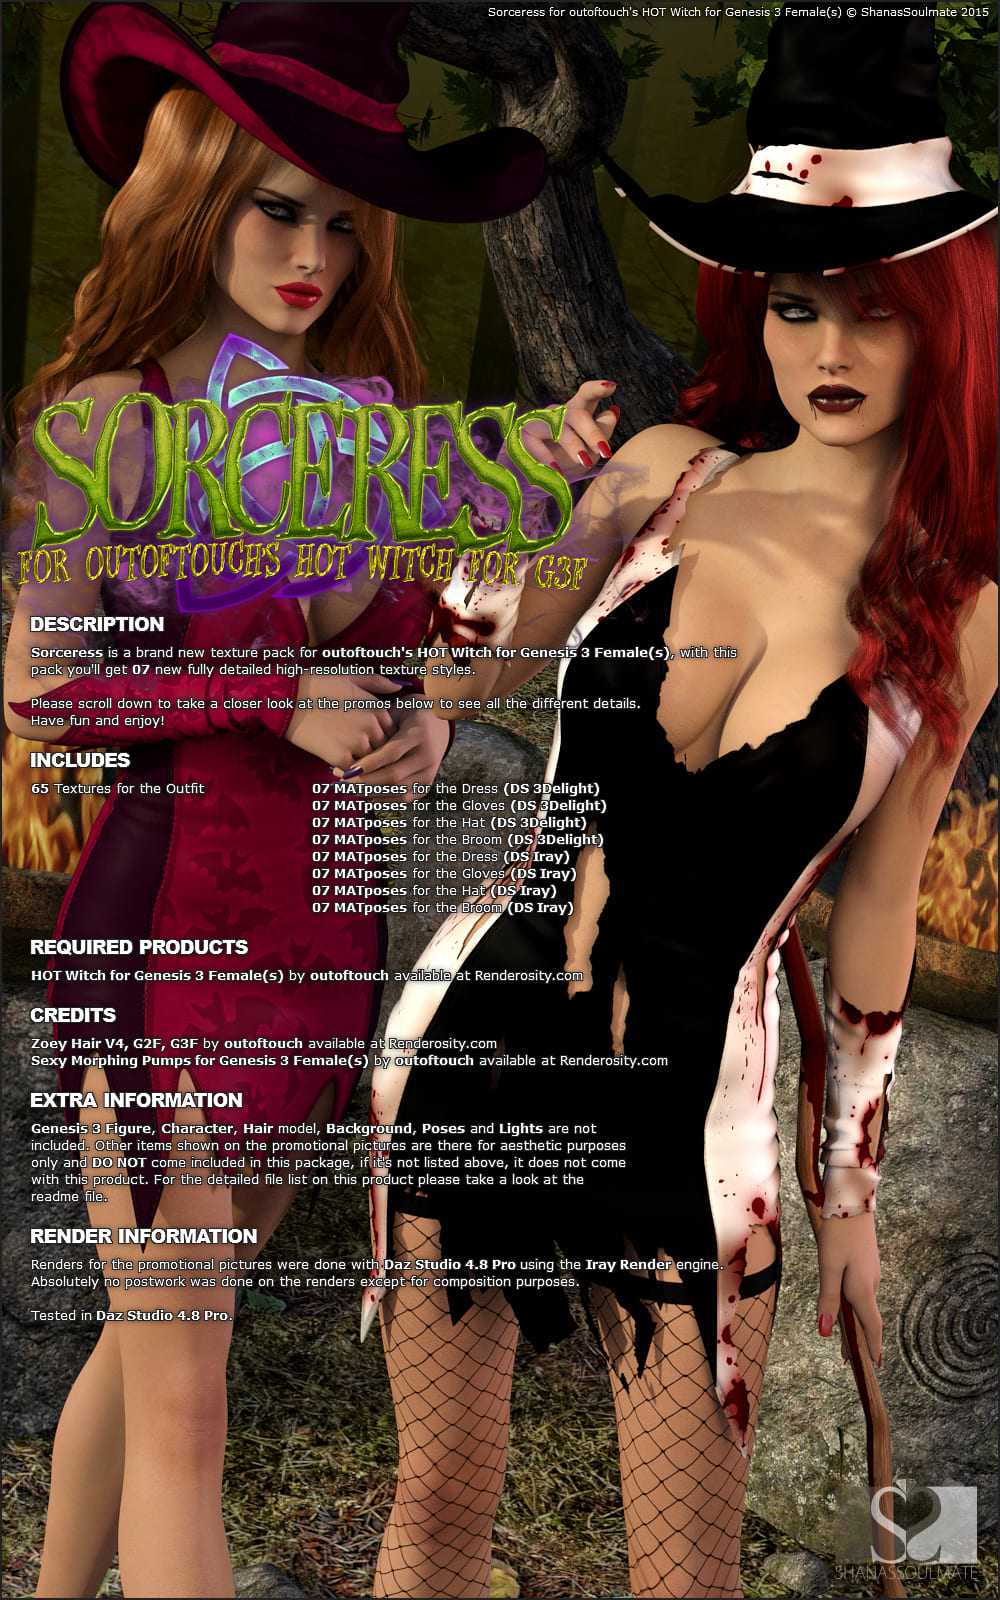 Sorceress for outoftouch's HOT Witch for Genesis 3 Female(s) © ShanasSoulmate 2015
SORCERESS
FOR OUTOFTOUCHS HOT WITCH FOR G3F
DESCRIPTION
Sorceress is a brand new texture pack for outoftouch's HOT Witch for Genesis 3 Female(s), with this
pack you'll get 07 new fully detailed high-resolution texture styles.
Please scroll down to take a closer look at the promos below to see all the different details.
Have fun and enjoy!
INCLUDES
65 Textures for the Outfit
07 MATposes for the Dress (DS 3Delight)
07 MATposes for the Gloves (DS 3Delight)
07 MATposes for the Hat (DS 3Delight)
07 MATposes for the Broom (DS 3Delight)
07 MATposes for the Dress (DS Iray)
07 MATposes for the Gloves (DS Iray)
07 MATposes for the Hat (DS Iray)
07 MATposes for the Broom (DS Iray)
REQUIRED PRODUCTS
HOT Witch for Genesis 3 Female(s) by outoftouch available at Renderosity.com
CREDITS
Zoey Hair V4, G2F, G3F by outoftouch available at Renderosity.com
Sexy Morphing Pumps for Genesis 3 Female(s) by outoftouch available at Renderosity.com
EXTRA INFORMATION
Genesis 3 Figure, Character, Hair model, Background, Poses and Lights are not
included. Other items shown on the promotional pictures are there for aesthetic purposes
only and DO NOT come included in this package, if it's not listed above, it does not come
with this product. For the detailed file list on this product please take a look at the
readme file.
RENDER INFORMATION
Renders for the promotional pictures were done with Daz Studio 4.8 Pro using the Iray Render engine.
Absolutely no postwork was done on the renders except for composition purposes.
Tested in Daz Studio 4.8 Pro.
SHANASSOULMATE